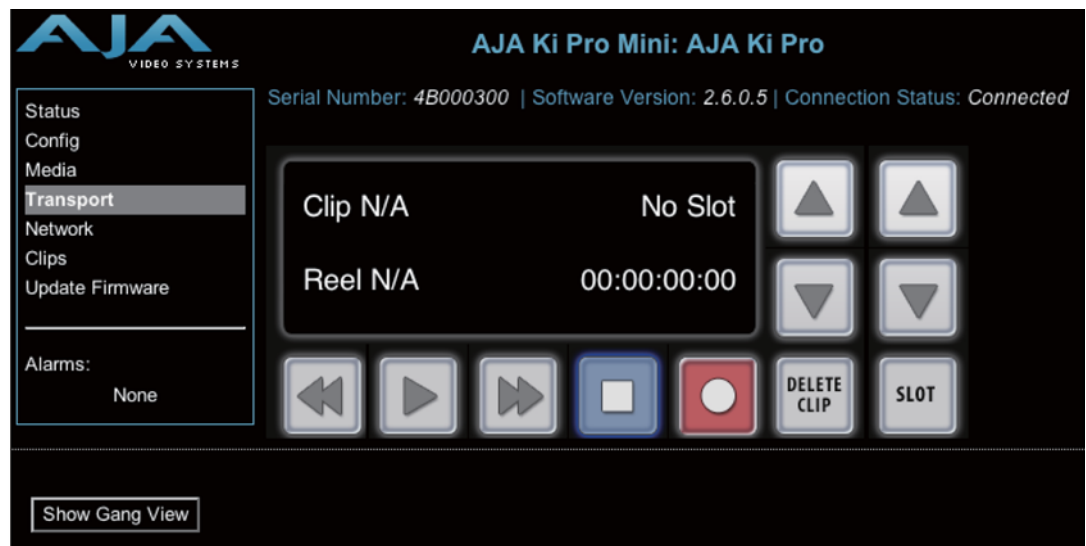 AJA
VIDEO SYSTEMS
AJA Ki Pro Mini: AJA Ki Pro
Serial Number: 4B000300 | Software Version: 2.6.0.5 | Connection Status: Connected
Status
Config
Media
Transport
Network
Clips
Update Firmware
Alarms:
None
Clip N/A No Slot
Reel N/A 00:00:00:00
DELETE
CLIP
SLOT
Show Gang View